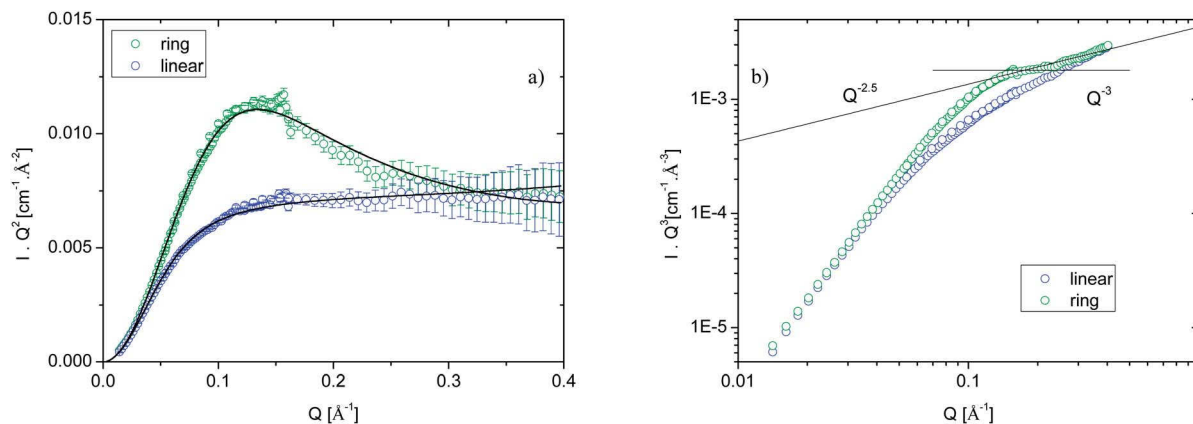 0.015
ring
linear
a)
0.010
I . Q² [cm⁻¹.Å⁻²]
0.005
0.000
0.0
0.1
0.2
0.3
0.4
Q [Å⁻¹]
b)
Q⁻²·⁵
Q⁻³
1E-3
I . Q³[cm⁻¹.Å⁻³]
1E-4
linear
ring
1E-5
0.01
0.1
Q [Å⁻¹]